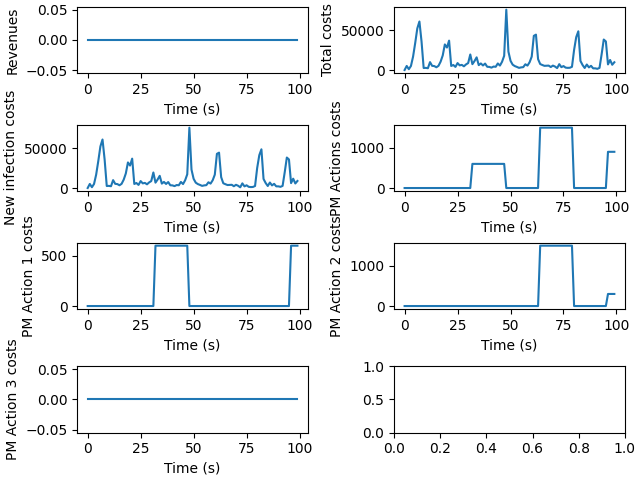 Revenues
0.05
0.00
−0.05
0 25 50 75 100
Time (s)
Total costs
50000
0
0 25 50 75 100
Time (s)
New infection costs
50000
0
0 25 50 75 100
Time (s)
PM Actions costs
1000
0
0 25 50 75 100
Time (s)
PM Action 1 costs
500
0
0 25 50 75 100
Time (s)
PM Action 2 costs
1000
0
0 25 50 75 100
Time (s)
PM Action 3 costs
0.05
0.00
−0.05
0 25 50 75 100
Time (s)
1.0
0.5
0.0
0.0 0.2 0.4 0.6 0.8 1.0